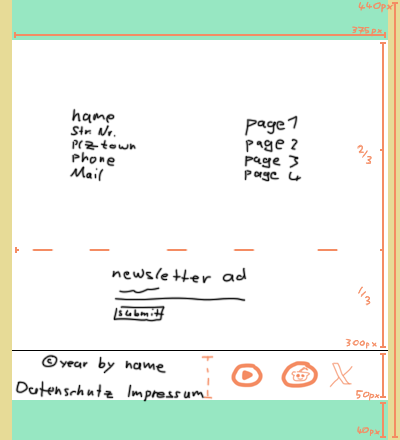 440px
375px
name
Str. Nr.
PLZ town
phone
Mail
page 1
page 2
page 3
page 4
2/3
newsletter ad
submit
1/3
300px
©year by name
Datenschutz Impressum
50px
40px